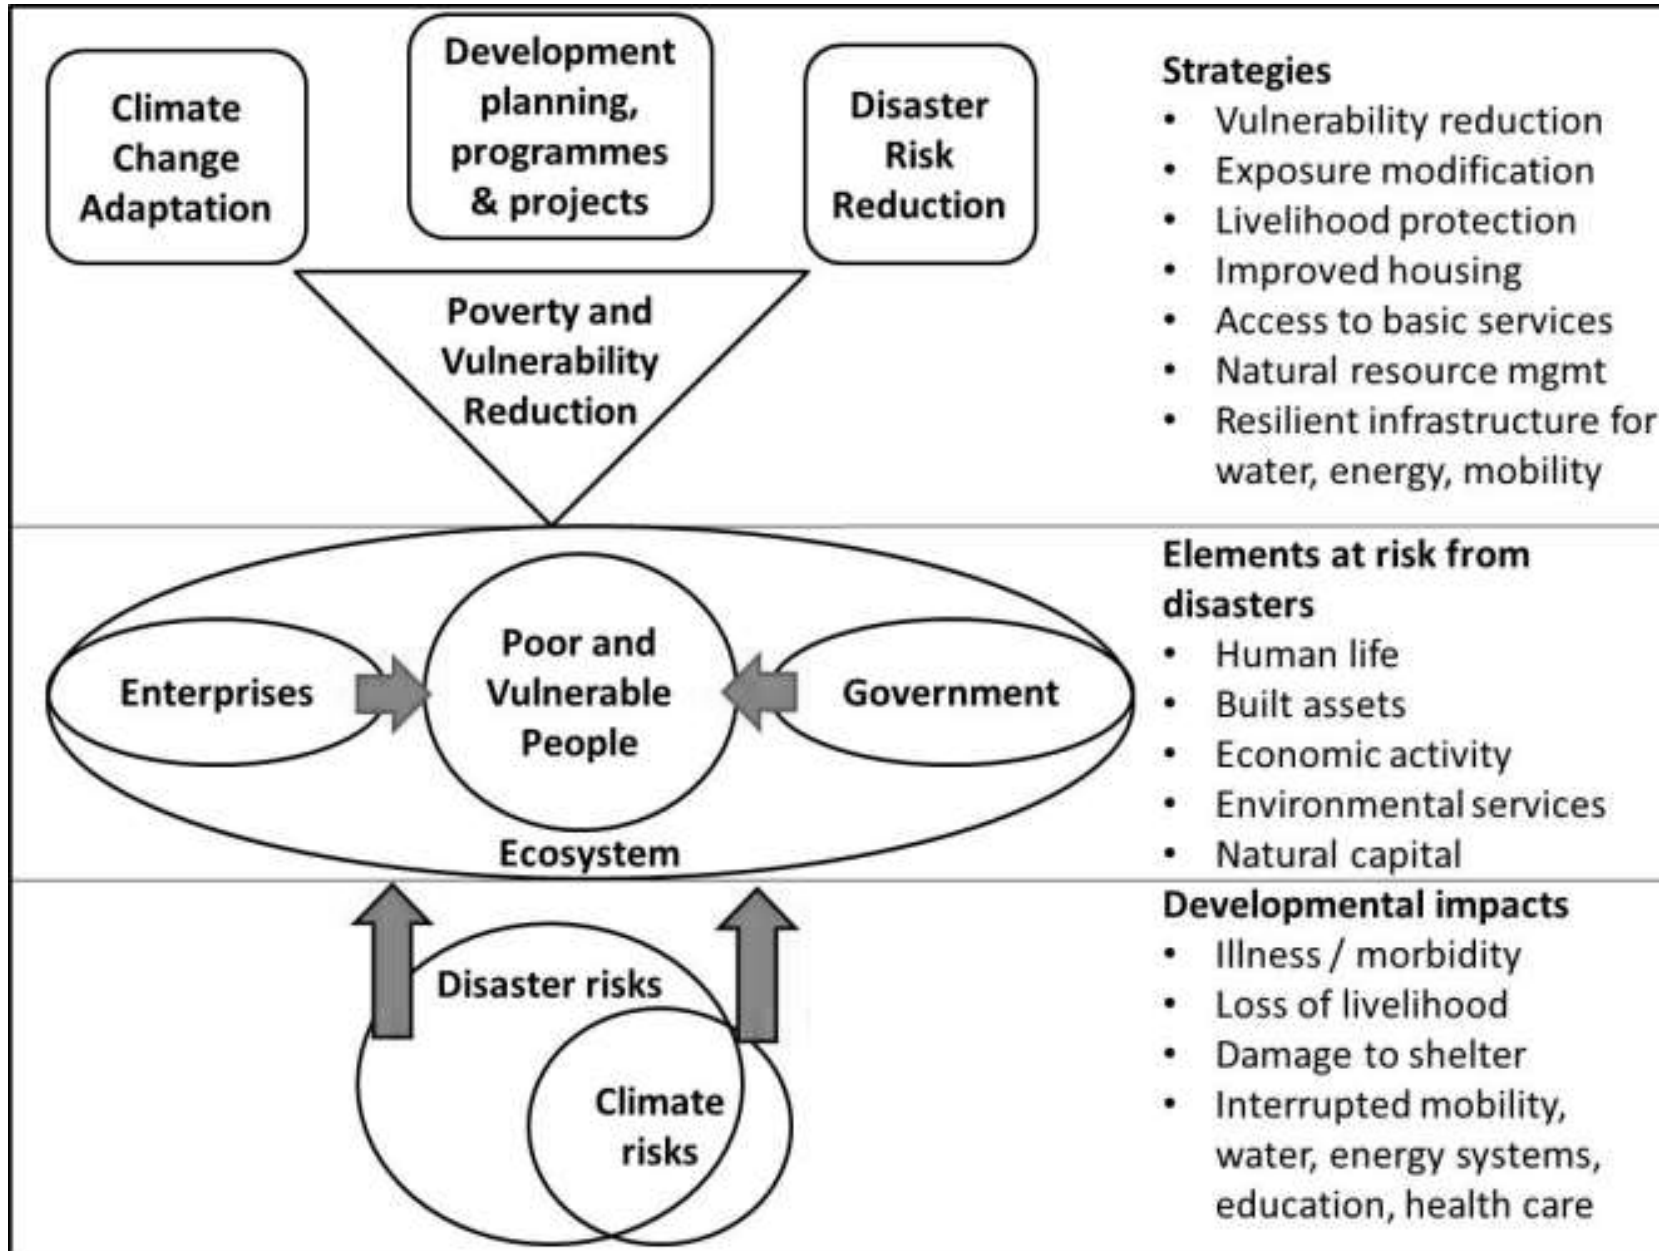 Climate
Change
Adaptation
Development
planning,
programmes
& projects
Disaster
Risk
Reduction
Poverty and
Vulnerability
Reduction
Strategies
• Vulnerability reduction
• Exposure modification
• Livelihood protection
• Improved housing
• Access to basic services
• Natural resource mgmt
• Resilient infrastructure for
water, energy, mobility
Enterprises
Poor and
Vulnerable
People
Government
Ecosystem
Elements at risk from
disasters
• Human life
• Built assets
• Economic activity
• Environmental services
• Natural capital
Disaster risks
Climate
risks
Developmental impacts
• Illness / morbidity
• Loss of livelihood
• Damage to shelter
• Interrupted mobility,
water, energy systems,
education, health care